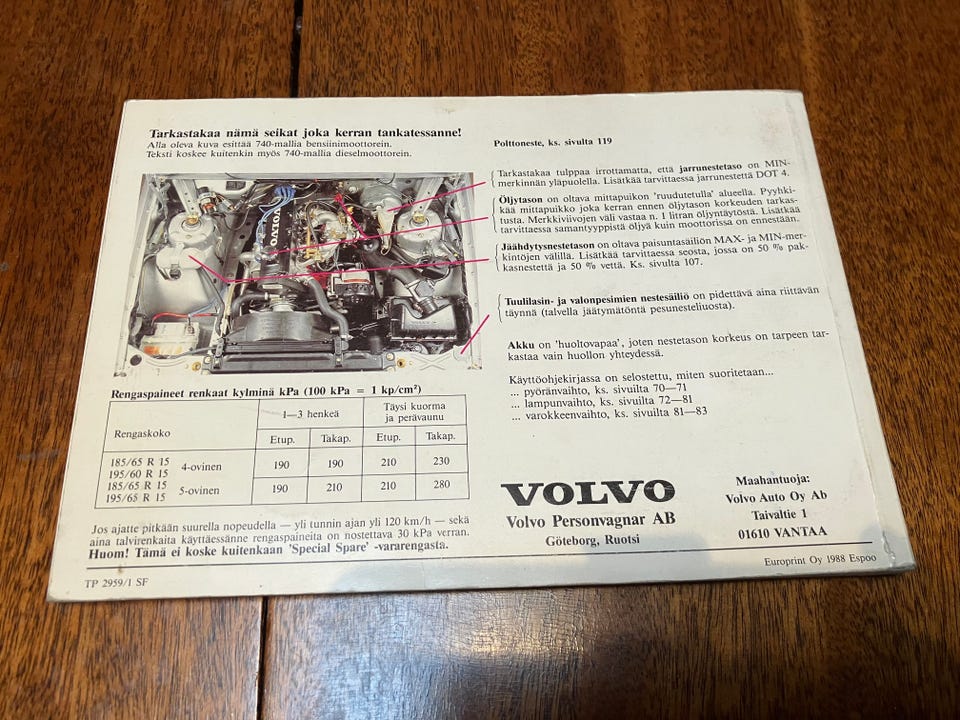 Tarkastakaa nämä seikat joka kerran tankatessanne!
Alla oleva kuva esittää 740-mallia bensiinimoottorein.
Teksti koskee kuitenkin myös 740-mallia dieselmoottorein.
VOLVO
VOLVO
Polttoneste, ks. sivulta 119
Tarkastakaa tulppaa irrottamatta, että jarrunestetaso on MIN-
merkinnän yläpuolella. Lisätkää tarvittaessa jarrunestettä DOT 4.
Öljytason on oltava mittapuikon 'ruudutetulla' alueella. Pyyhki-
kää mittapuikko joka kerran ennen öljytason korkeuden tarkas-
tusta. Merkkiviivojen väli vastaa n. 1 litran öljyntäytöstä. Lisätkää
tarvittaessa samantyyppistä öljyä kuin moottorissa on ennestään.
Jäähdytysnestetason on oltava paisuntasäiliön MAX- ja MIN-mer-
kintöjen välillä. Lisätkää tarvittaessa seosta, jossa on 50 % pak-
kasnestettä ja 50 % vettä. Ks. sivulta 107.
Tuulilasin- ja valonpesimien nestesäiliö on pidettävä aina riittävän
täynnä (talvella jäätymätöntä pesunesteliuosta).
Akku on 'huoltovapaa', joten nestetason korkeus on tarpeen tar-
kastaa vain huollon yhteydessä.
Käyttöohjekirjassa on selostettu, miten suoritetaan...
... pyöränvaihto, ks. sivuilta 70—71
... lampunvaihto, ks. sivuilta 72—81
... varokkeenvaihto, ks. sivuilta 81—83
Rengaspaineet renkaat kylminä kPa (100 kPa = 1 kp/cm²)
Rengaskoko
1—3 henkeä
Täysi kuorma
ja perävaunu
Etup. Takap. Etup. Takap.
185/65 R 15
195/60 R 15
4-ovinen 190 190 210 230
185/65 R 15
195/65 R 15
5-ovinen 190 210 210 280
Jos ajatte pitkään suurella nopeudella — yli tunnin ajan yli 120 km/h — sekä
aina talvirenkaita käyttäessänne rengaspaineita on nostettava 30 kPa verran.
Huom! Tämä ei koske kuitenkaan 'Special Spare' -vararengasta.
VOLVO
Volvo Personvagnar AB
Göteborg, Ruotsi
Maahantuoja:
Volvo Auto Oy Ab
Taivaltie 1
01610 VANTAA
TP 2959/1 SF
Europrint Oy 1988 Espoo